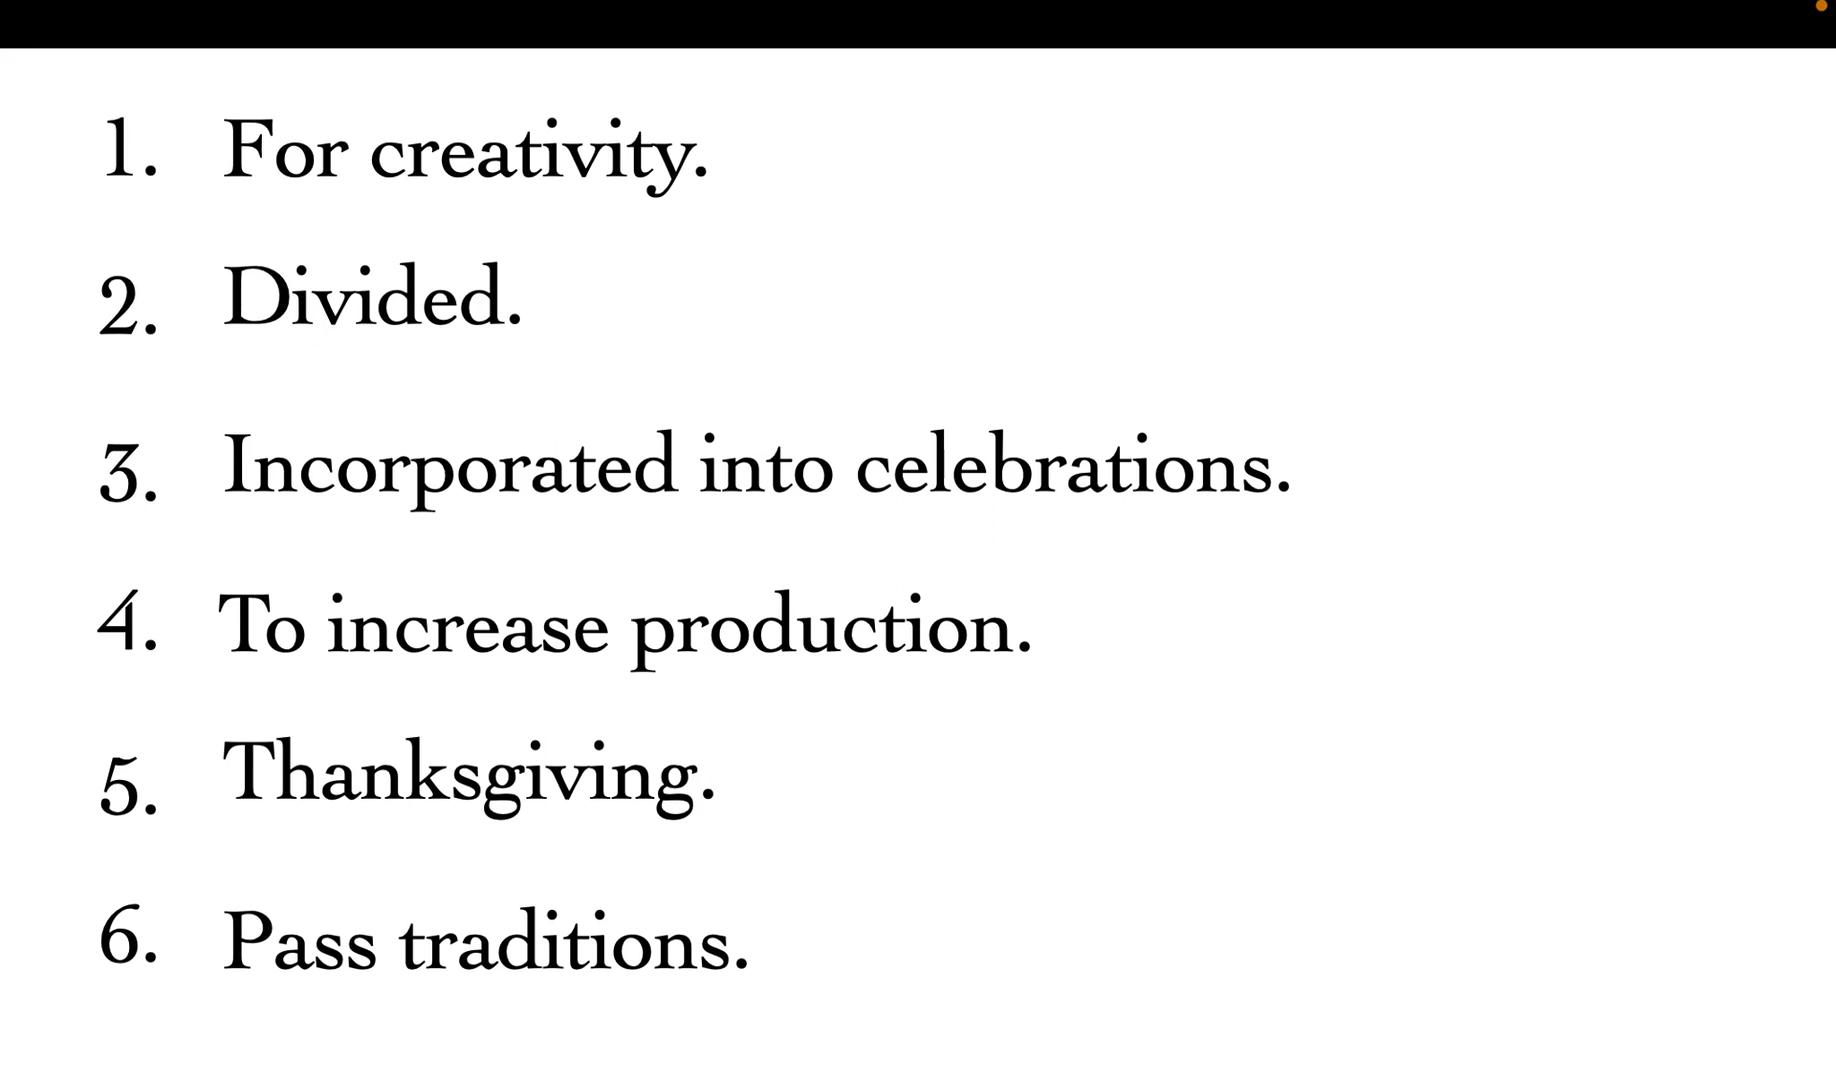 1. For creativity.
2. Divided.
3. Incorporated into celebrations.
4. To increase production.
5. Thanksgiving.
6. Pass traditions.